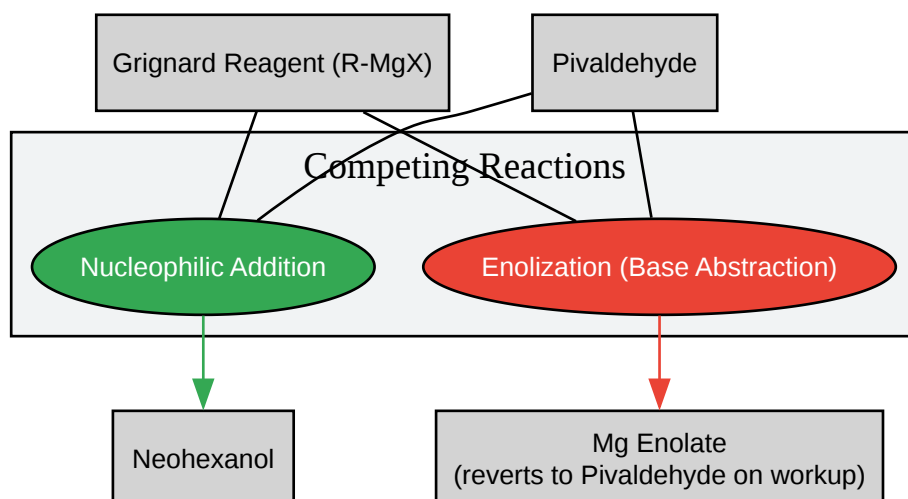 Grignard Reagent (R-MgX)
Pivaldehyde
Competing Reactions
Nucleophilic Addition
Enolization (Base Abstraction)
Neohexanol
Mg Enolate
(reverts to Pivaldehyde on workup)